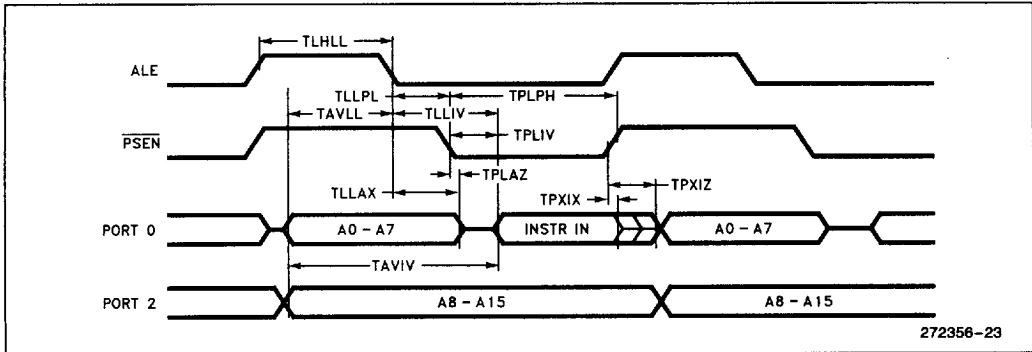 TLHLL
ALE
TLLPL
TPLPH
TAVLL
TLLIV
PSEN
TPLIV
TPLAZ
TLLAX
TPXIX
TPXIZ
PORT 0
A0 – A7
INSTR IN
A0 – A7
TAVIV
PORT 2
A8 – A15
A8 – A15
272356–23